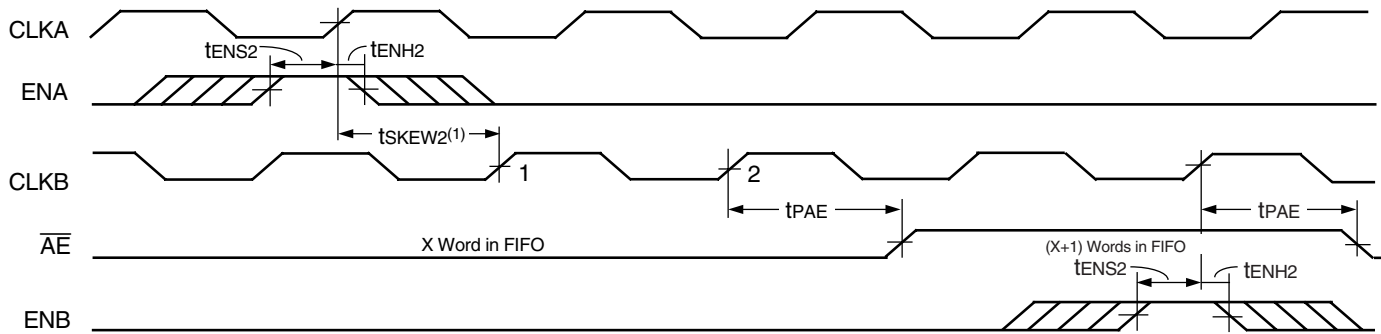 CLKA
tENS2
tENH2
ENA
tSKEW2(1)
CLKB
1
2
tPAE
tPAE
AE
X Word in FIFO
(X+1) Words in FIFO
tENS2
tENH2
ENB